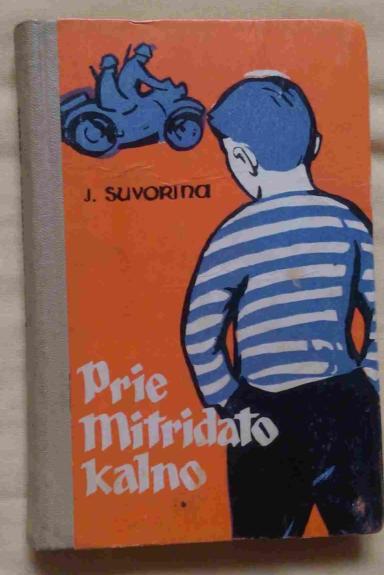 J. SUVORINA
Prie
Mitridato
kalno